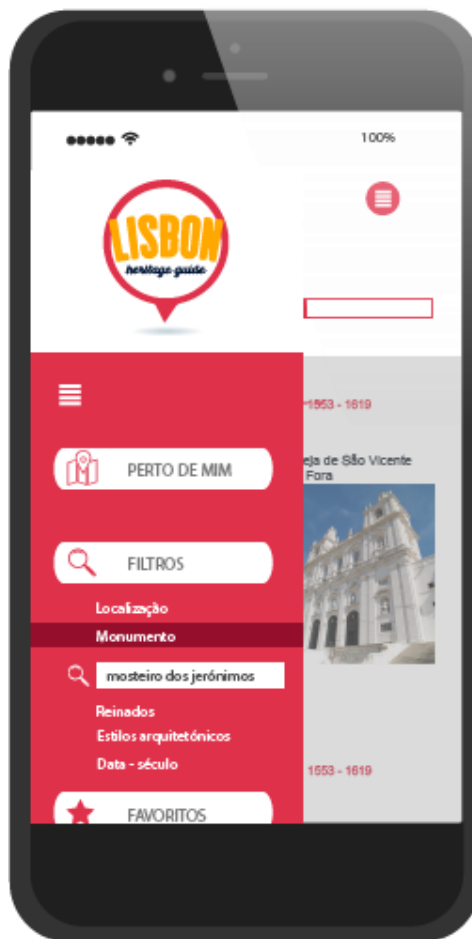 100%
LISBON
heritage guide
1553 - 1619
PERTO DE MIM
eja de São Vicente
Fora
FILTROS
Localização
Monumento
mosteiro dos jerónimos
Reinados
Estilos arquitetónicos
Data - século
1553 - 1619
FAVORITOS